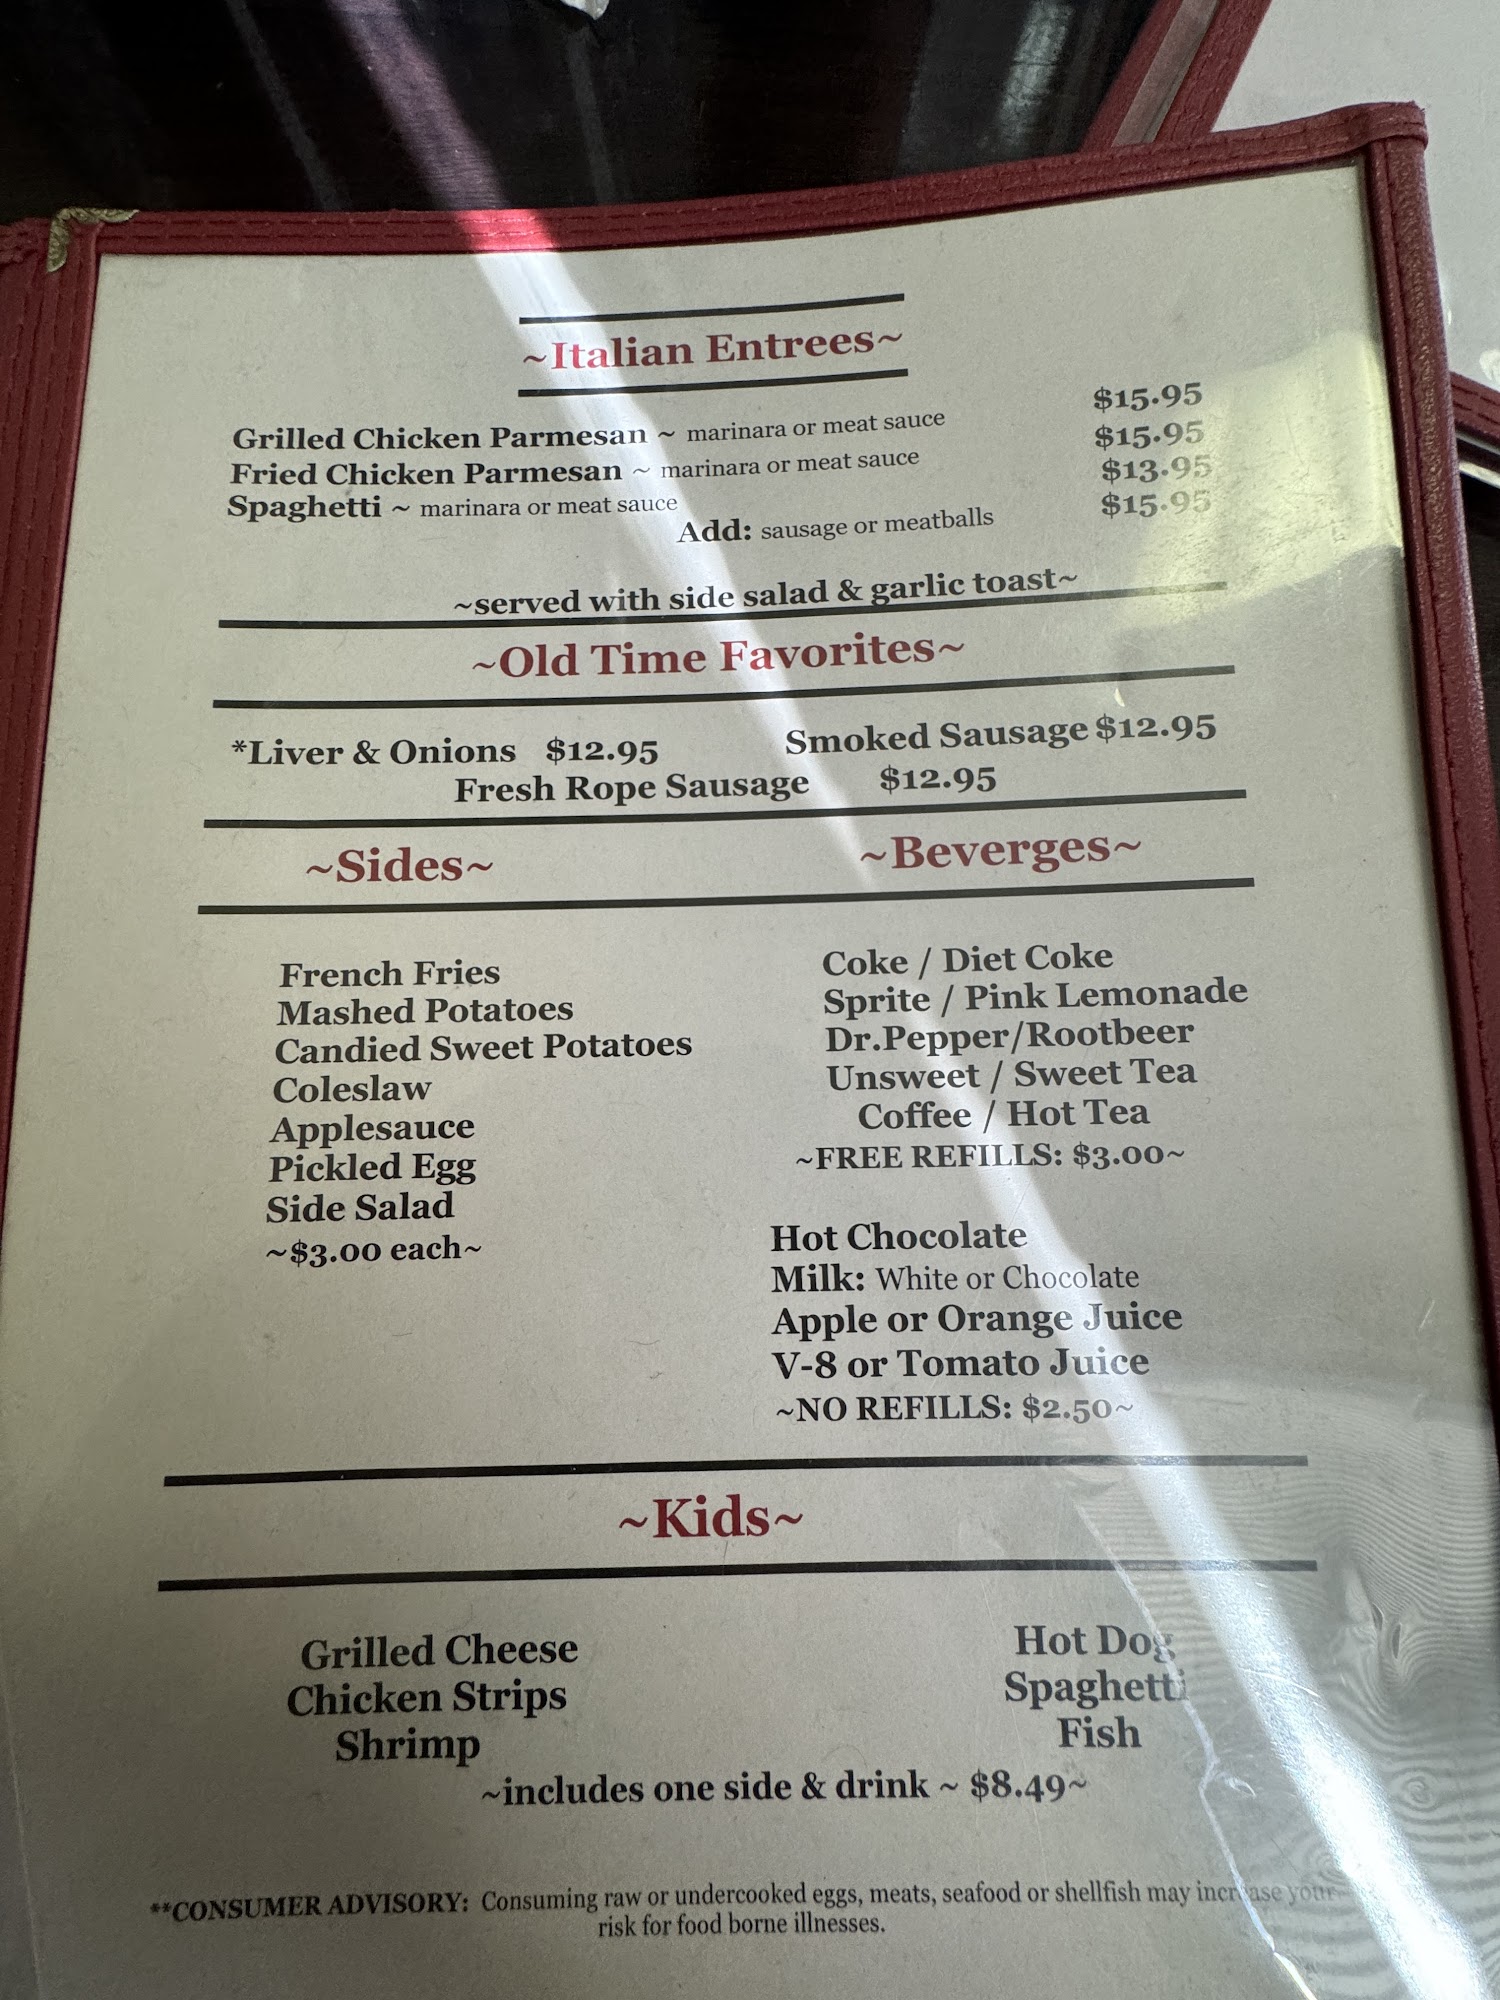 ~Italian Entrees~
Grilled Chicken Parmesan ~ marinara or meat sauce $15.95
Fried Chicken Parmesan ~ marinara or meat sauce $15.95
Spaghetti ~ marinara or meat sauce $13.95
Add: sausage or meatballs $15.95
~served with side salad & garlic toast~
~Old Time Favorites~
*Liver & Onions $12.95 Smoked Sausage $12.95
Fresh Rope Sausage $12.95
~Sides~
French Fries
Mashed Potatoes
Candied Sweet Potatoes
Coleslaw
Applesauce
Pickled Egg
Side Salad
~$3.00 each~
~Beverges~
Coke / Diet Coke
Sprite / Pink Lemonade
Dr.Pepper/Rootbeer
Unsweet / Sweet Tea
Coffee / Hot Tea
~FREE REFILLS: $3.00~
Hot Chocolate
Milk: White or Chocolate
Apple or Orange Juice
V-8 or Tomato Juice
~NO REFILLS: $2.50~
~Kids~
Grilled Cheese Hot Dog
Chicken Strips Spaghetti
Shrimp Fish
~includes one side & drink ~ $8.49~
**CONSUMER ADVISORY: Consuming raw or undercooked eggs, meats, seafood or shellfish may increase your
risk for food borne illnesses.